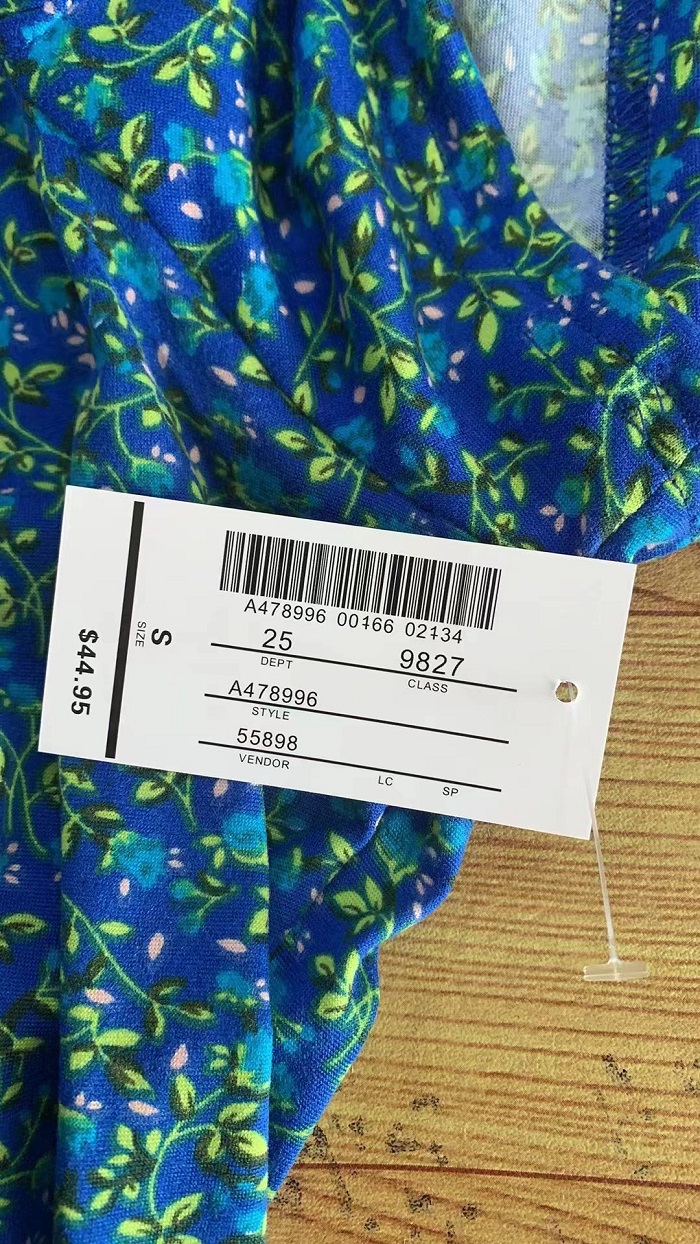 A478996 00166 02134
25 9827
DEPT CLASS
A478996
STYLE
55898
VENDOR LC SP
S
SIZE
$44.95